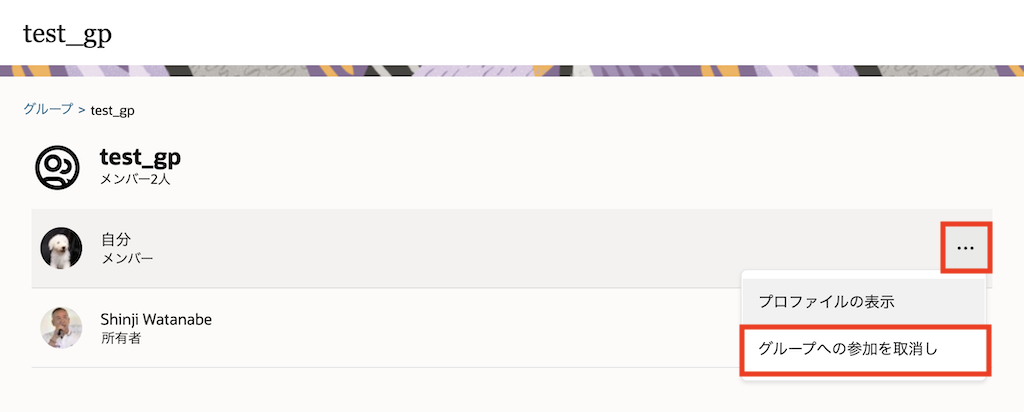 test_gp
グループ > test_gp
test_gp
メンバー2人
自分
メンバー
…
プロファイルの表示
Shinji Watanabe
所有者
グループへの参加を取消し